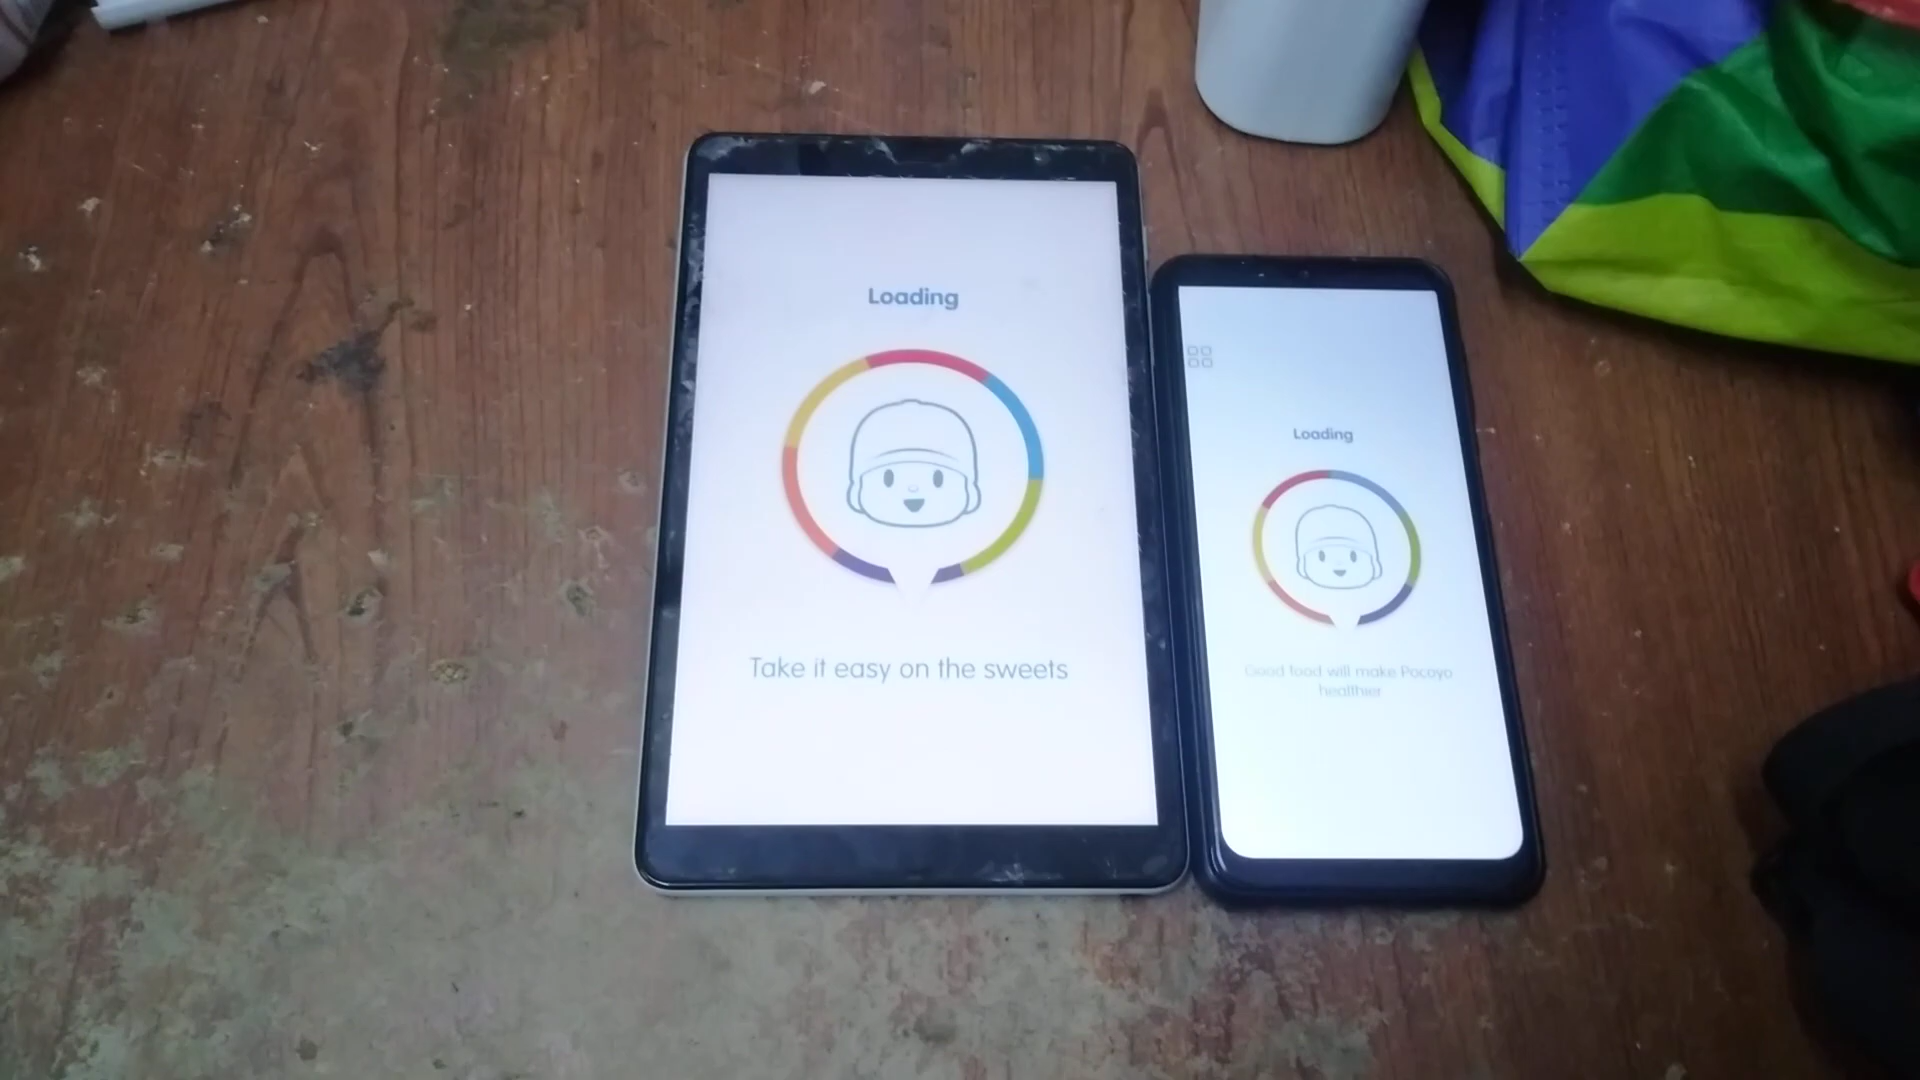 Loading
Take it easy on the sweets
Loading
Good food will make Pocoyo
healthier